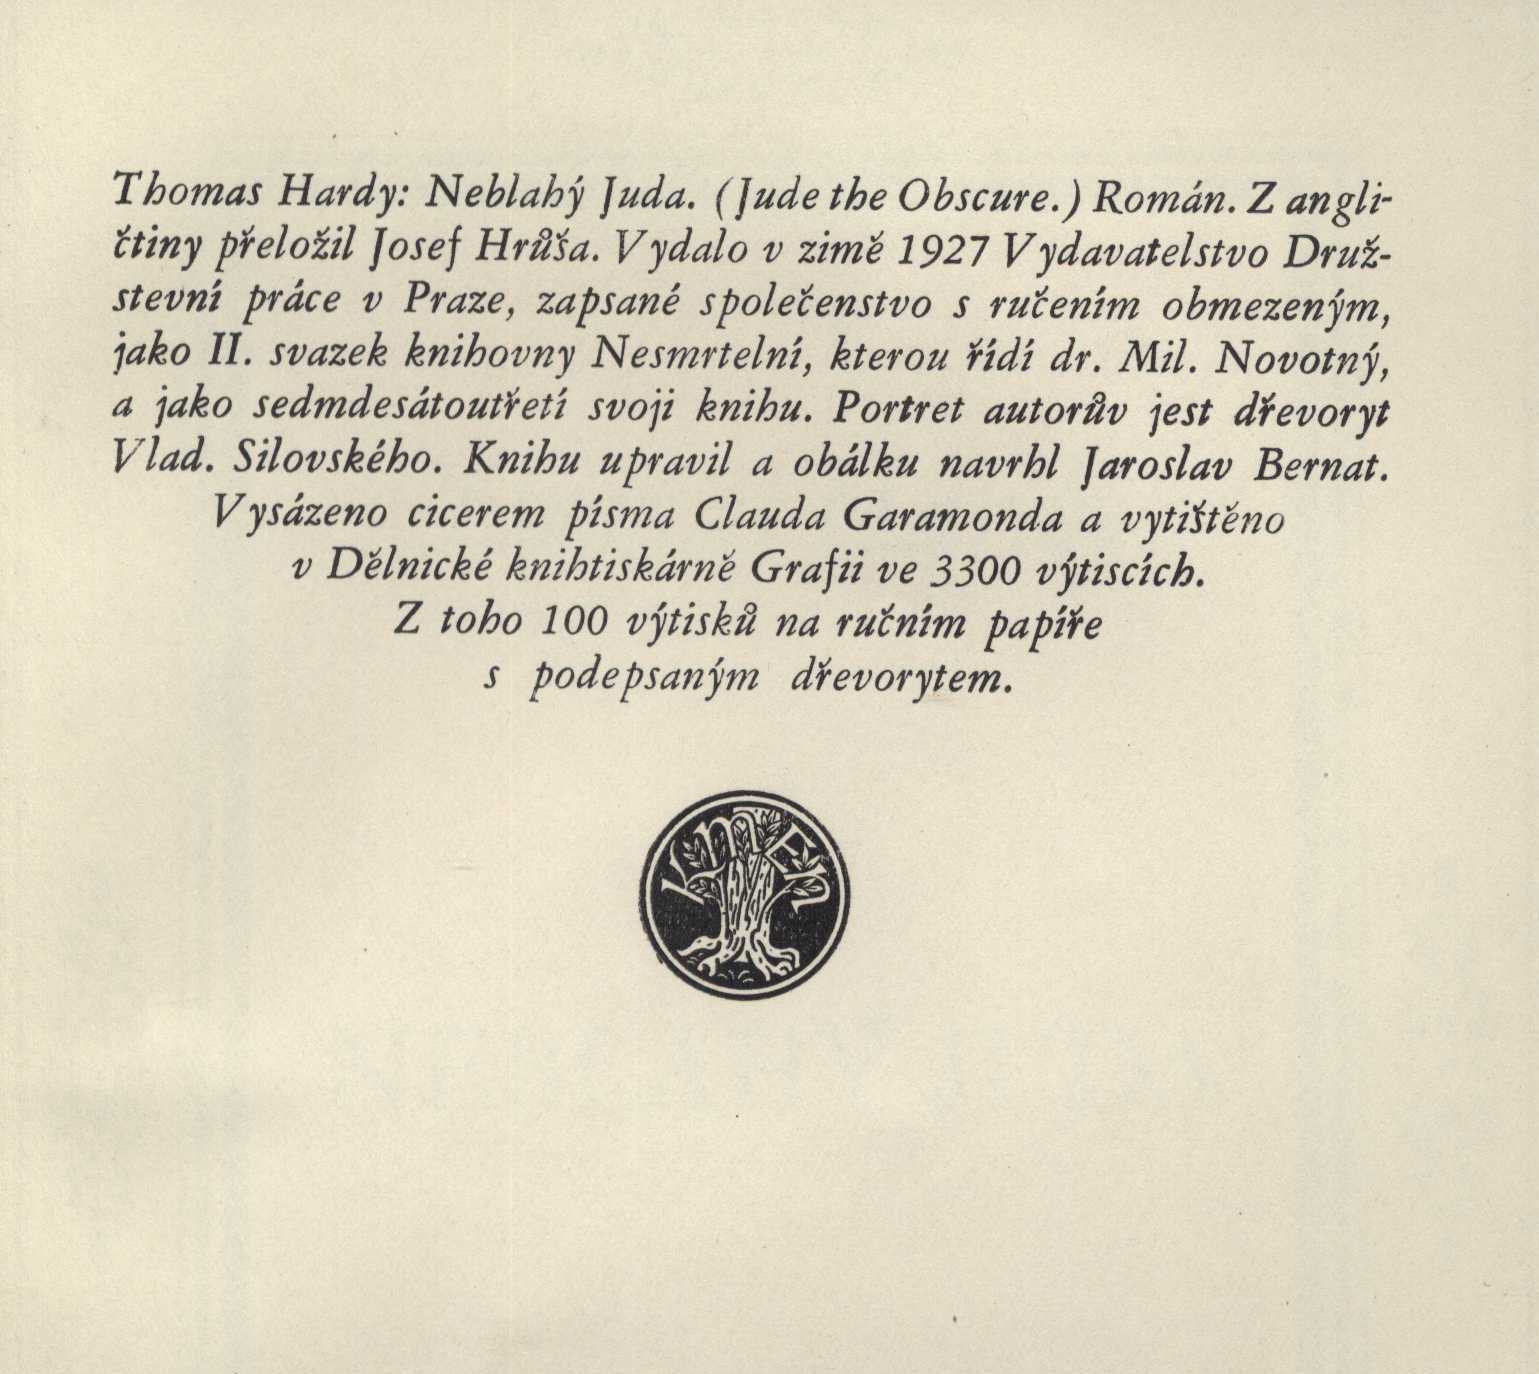 Thomas Hardy: Neblahý Juda. (Jude the Obscure.) Román. Z angli-
čtiny přeložil Josef Hrůša. Vydalo v zimě 1927 Vydavatelstvo Druž-
stevní práce v Praze, zapsané společenstvo s ručením obmezeným,
jako II. svazek knihovny Nesmrtelní, kterou řídí dr. Mil. Novotný,
a jako sedmdesátoutřetí svoji knihu. Portret autorův jest dřevoryt
Vlad. Silovského. Knihu upravil a obálku navrhl Jaroslav Bernat.
Vysázeno cicerem písma Clauda Garamonda a vytištěno
v Dělnické knihtiskárně Grafii ve 3300 výtiscích.
Z toho 100 výtisků na ručním papíře
s podepsaným dřevorytem.
KmEn